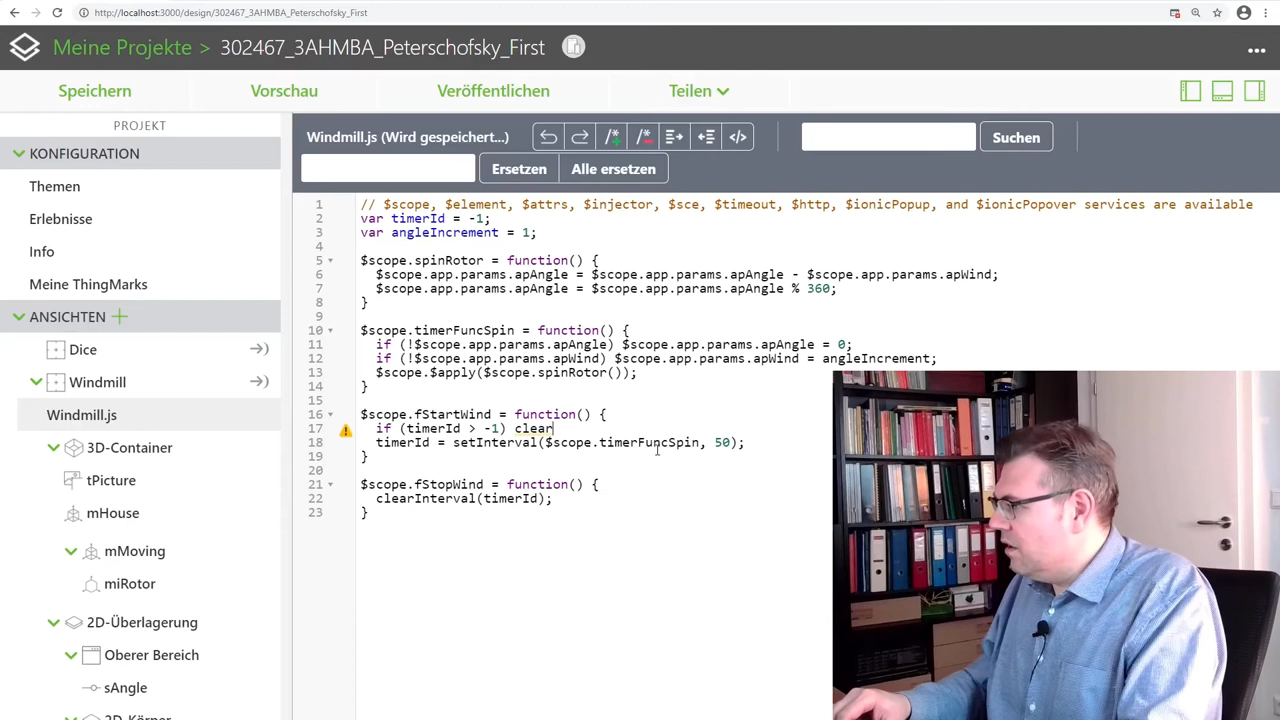 http://localhost:3000/design/302467_3AHMBA_Peterschofsky_First
Meine Projekte > 302467_3AHMBA_Peterschofsky_First
Speichern
Vorschau
Veröffentlichen
Teilen
PROJEKT
KONFIGURATION
Themen
Erlebnisse
Info
Meine ThingMarks
ANSICHTEN
Dice
Windmill
Windmill.js
3D-Container
tPicture
mHouse
mMoving
miRotor
2D-Überlagerung
Oberer Bereich
sAngle
2D-Körper
Windmill.js (Wird gespeichert...)
/*+
/*-
</>
Suchen
Ersetzen
Alle ersetzen
1 // $scope, $element, $attrs, $injector, $sce, $timeout, $http, $ionicPopup, and $ionicPopover services are available
2 var timerId = -1;
3 var angleIncrement = 1;
4
5 $scope.spinRotor = function() {
6 $scope.app.params.apAngle = $scope.app.params.apAngle - $scope.app.params.apWind;
7 $scope.app.params.apAngle = $scope.app.params.apAngle % 360;
8 }
9
10 $scope.timerFuncSpin = function() {
11 if (!$scope.app.params.apAngle) $scope.app.params.apAngle = 0;
12 if (!$scope.app.params.apWind) $scope.app.params.apWind = angleIncrement;
13 $scope.$apply($scope.spinRotor());
14 }
15
16 $scope.fStartWind = function() {
17 if (timerId > -1) clear
18 timerId = setInterval($scope.timerFuncSpin, 50);
19 }
20
21 $scope.fStopWind = function() {
22 clearInterval(timerId);
23 }